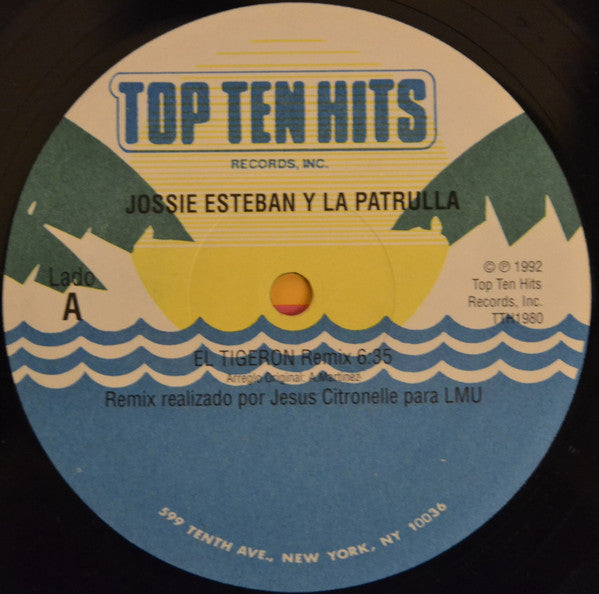 TOP TEN HITS
RECORDS, INC.
JOSSIE ESTEBAN Y LA PATRULLA
Lado
A
© ℗ 1992
Top Ten Hits
Records, Inc.
TTH1980
EL TIGERON Remix 6:35
Arreglo Original: A.Martinez
Remix realizado por Jesus Citronelle para LMU
599 TENTH AVE., NEW YORK, NY 10036